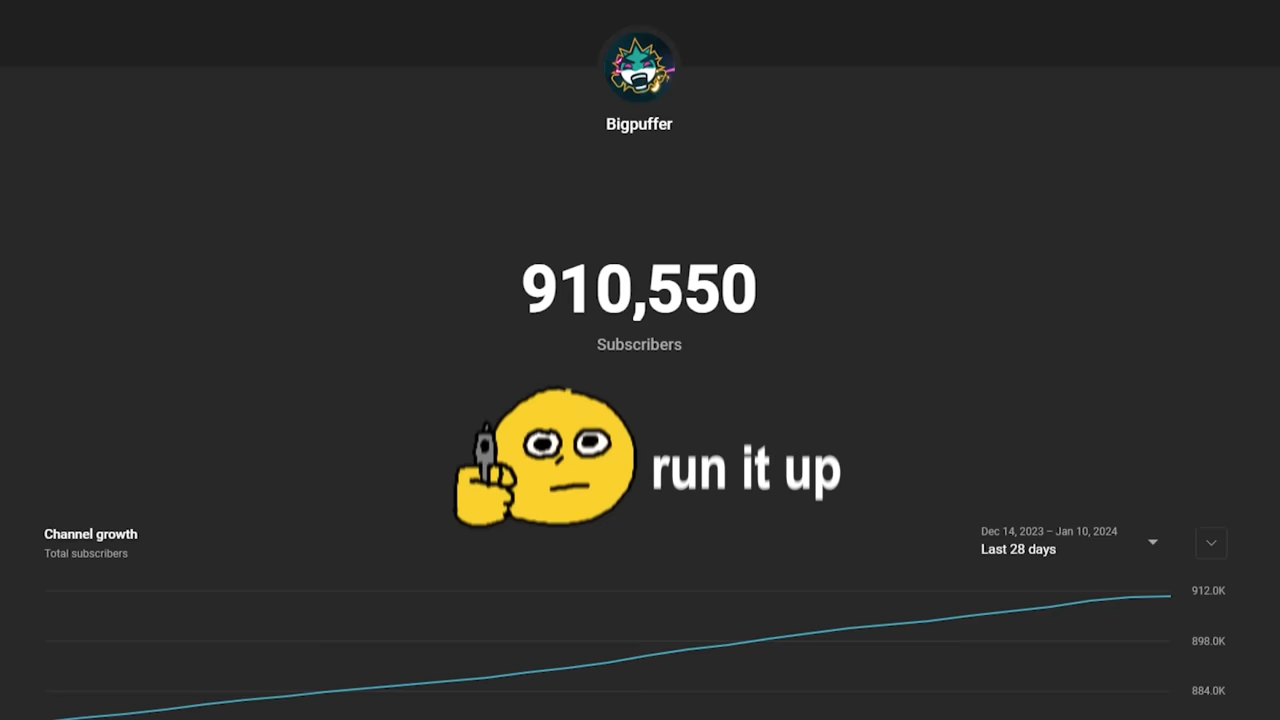 Bigpuffer
910,550
Subscribers
run it up
Channel growth
Total subscribers
Dec 14, 2023 – Jan 10, 2024
Last 28 days
912.0K
898.0K
884.0K